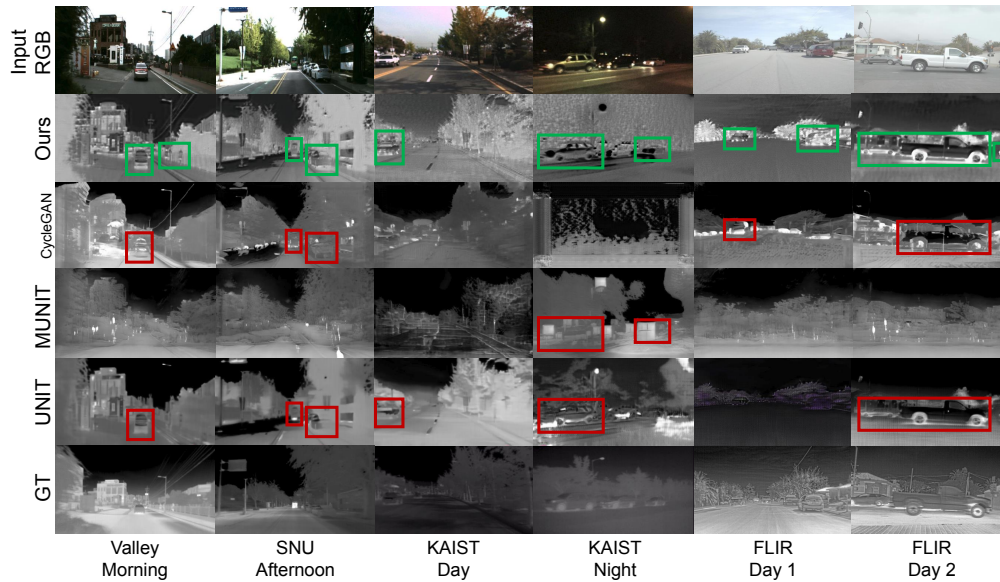 Input
RGB
Ours
CycleGAN
MUNIT
UNIT
GT
Valley
Morning
SNU
Afternoon
KAIST
Day
KAIST
Night
FLIR
Day 1
FLIR
Day 2